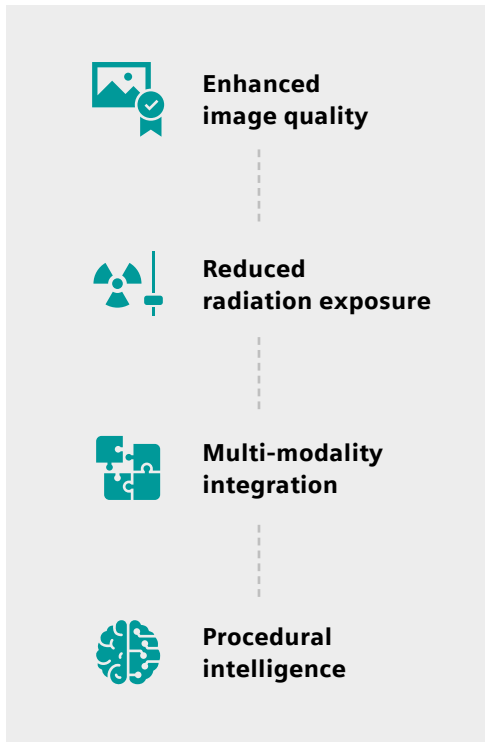 Enhanced
image quality
Reduced
radiation exposure
Multi-modality
integration
Procedural
intelligence